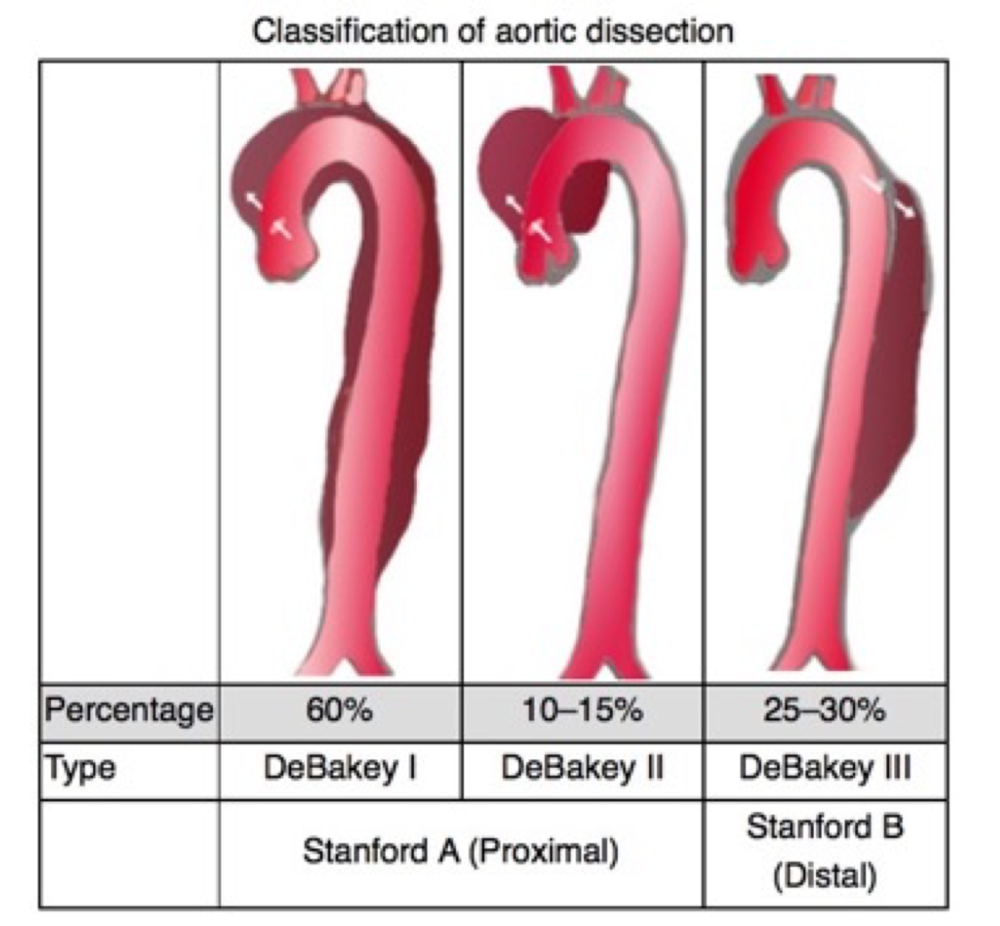 Classification of aortic dissection
Percentage 60% 10–15% 25–30%
Type DeBakey I DeBakey II DeBakey III
Stanford A (Proximal) Stanford B
(Distal)